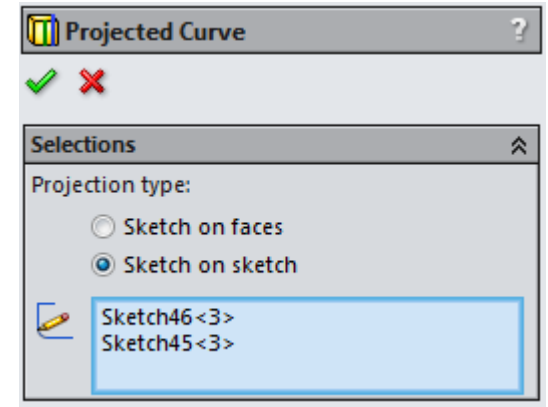 Projected Curve ?
Selections
Projection type:
Sketch on faces
Sketch on sketch
Sketch46<3>
Sketch45<3>